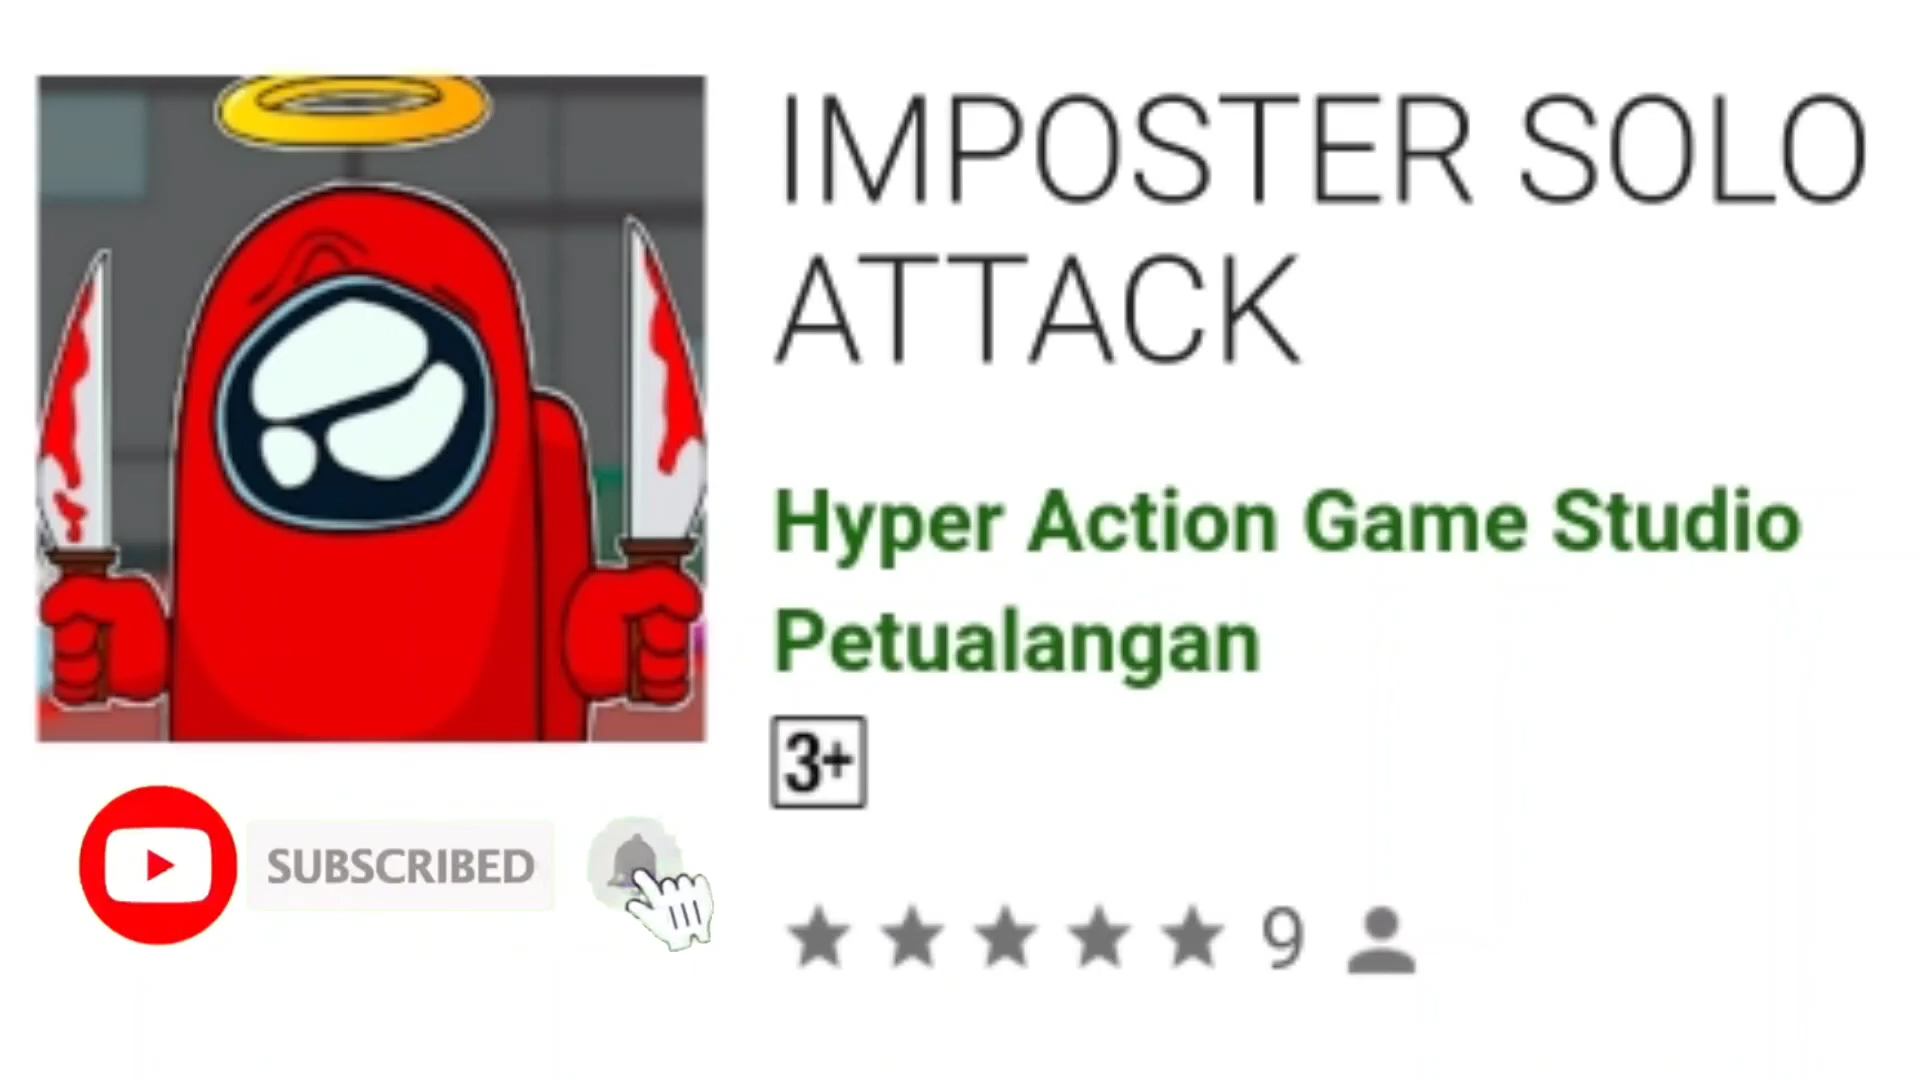 IMPOSTER SOLO
ATTACK
Hyper Action Game Studio
Petualangan
3+
SUBSCRIBED
9